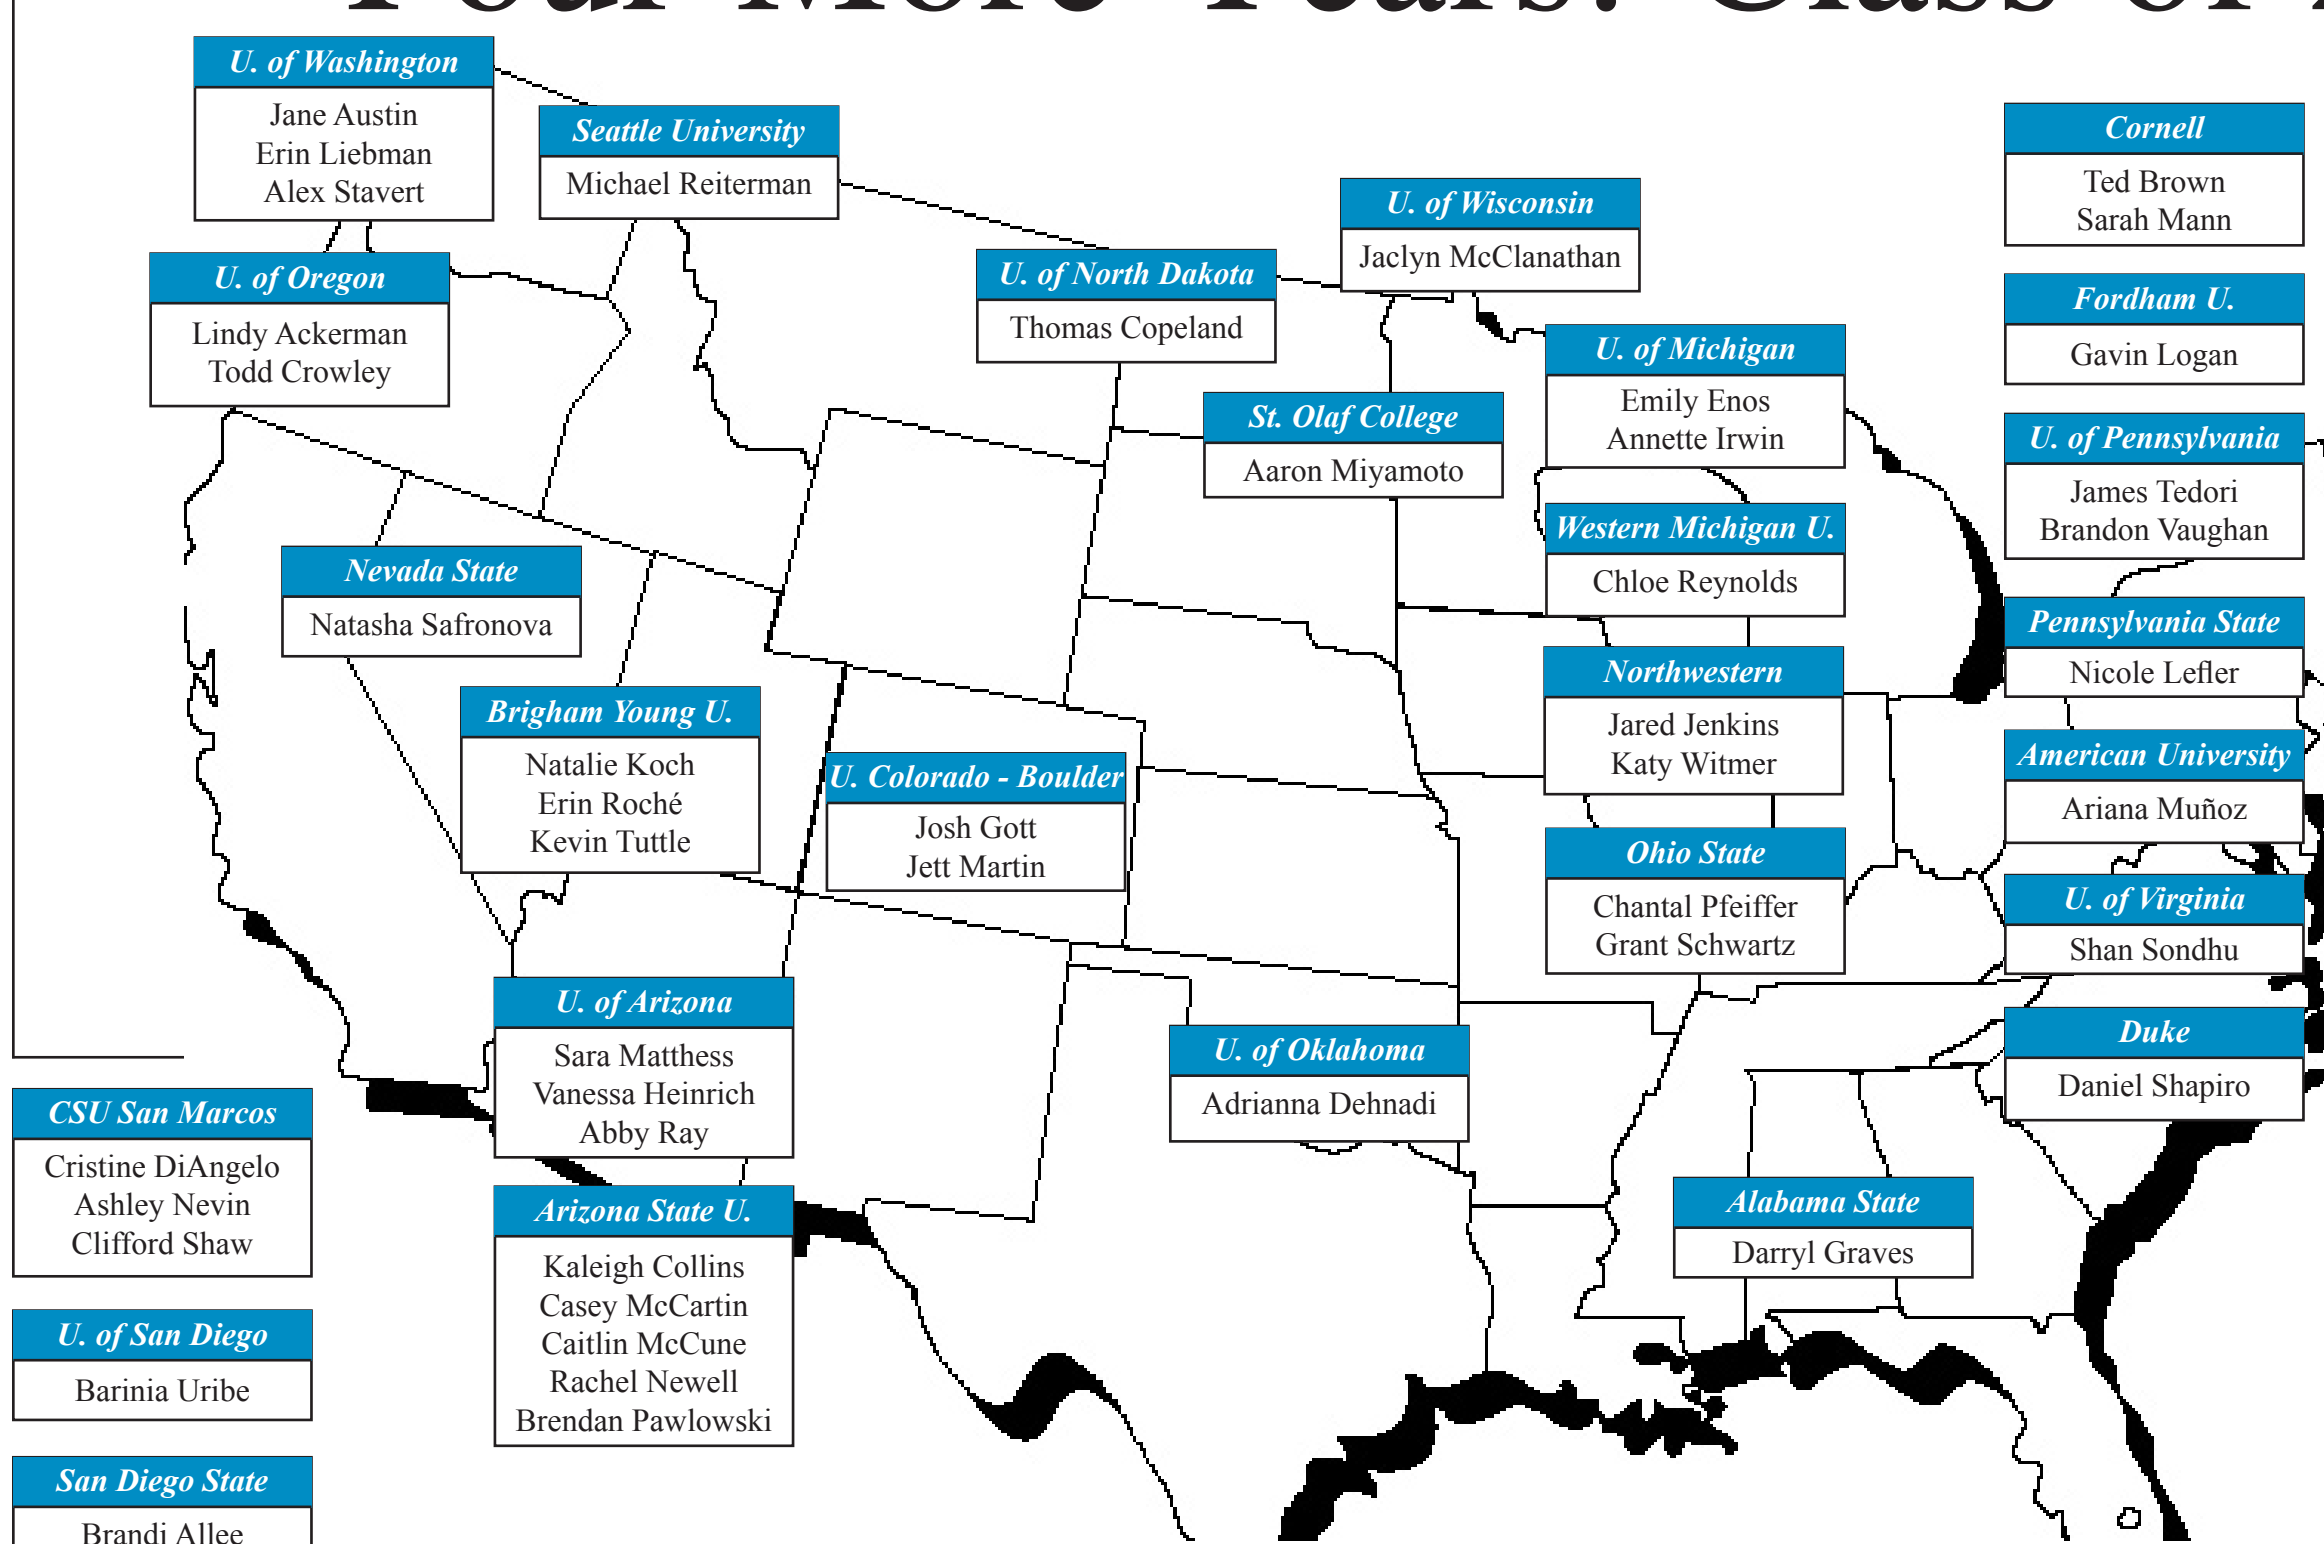 Four More Years: Class of
U. of Washington
Jane Austin
Erin Liebman
Alex Stavert
Seattle University
Michael Reiterman
U. of Oregon
Lindy Ackerman
Todd Crowley
U. of North Dakota
Thomas Copeland
U. of Wisconsin
Jaclyn McClanathan
Cornell
Ted Brown
Sarah Mann
Fordham U.
Gavin Logan
U. of Michigan
Emily Enos
Annette Irwin
St. Olaf College
Aaron Miyamoto
U. of Pennsylvania
James Tedori
Brandon Vaughan
Western Michigan U.
Chloe Reynolds
Nevada State
Natasha Safronova
Pennsylvania State
Nicole Lefler
Northwestern
Jared Jenkins
Katy Witmer
Brigham Young U.
Natalie Koch
Erin Roché
Kevin Tuttle
U. Colorado - Boulder
Josh Gott
Jett Martin
American University
Ariana Muñoz
Ohio State
Chantal Pfeiffer
Grant Schwartz
U. of Virginia
Shan Sondhu
U. of Arizona
Sara Matthess
Vanessa Heinrich
Abby Ray
U. of Oklahoma
Adrianna Dehnadi
Duke
Daniel Shapiro
CSU San Marcos
Cristine DiAngelo
Ashley Nevin
Clifford Shaw
Arizona State U.
Kaleigh Collins
Casey McCartin
Caitlin McCune
Rachel Newell
Brendan Pawlowski
Alabama State
Darryl Graves
U. of San Diego
Barinia Uribe
San Diego State
Brandi Allee